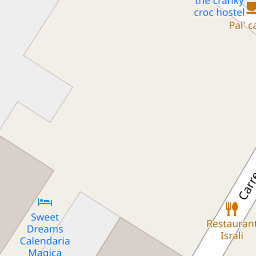 the cranky
croc hostel
Pal' ca
Carre
Restaurant
Israli
Sweet
Dreams
Calendaria
Magica